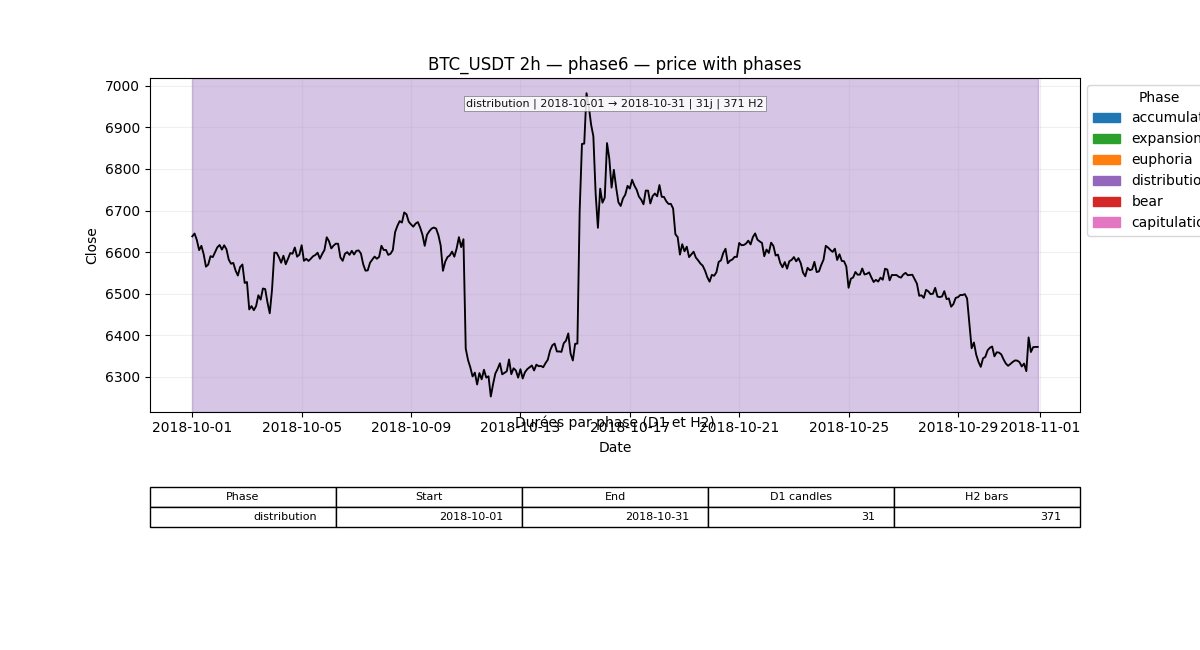 BTC_USDT 2h — phase6 — price with phases
distribution | 2018-10-01 → 2018-10-31 | 31j | 371 H2
7000
6900
6800
6700
6600
6500
6400
6300
Close
Phase
accumulat
expansion
euphoria
distributio
bear
capitulatio
2018-10-01 2018-10-05 2018-10-09 2018-10-13 2018-10-17 2018-10-21 2018-10-25 2018-10-29 2018-11-01
Durées par phase (D1 et H2)
Date
Phase Start End D1 candles H2 bars
distribution 2018-10-01 2018-10-31 31 371